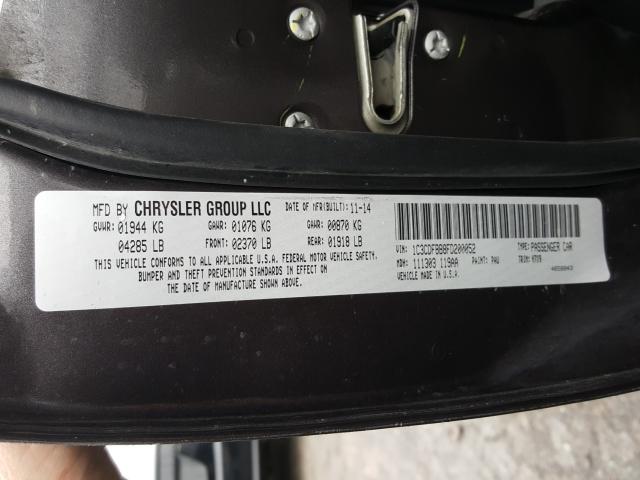 MFD BY CHRYSLER GROUP LLC DATE OF MFR(BUILT): 11-14
GVWR: 01944 KG GAWR: 01076 KG GAWR: 00870 KG
04285 LB FRONT: 02370 LB REAR: 01918 LB
THIS VEHICLE CONFORMS TO ALL APPLICABLE U.S.A. FEDERAL MOTOR VEHICLE SAFETY,
BUMPER AND THEFT PREVENTION STANDARDS IN EFFECT ON
THE DATE OF MANUFACTURE SHOWN ABOVE.
VIN: 1C3CDFBB8FD200052 TYPE: PASSENGER CAR
MDH: 111303 119AA PAINT: PAU TRIM:
VEHICLE MADE IN U.S.A.